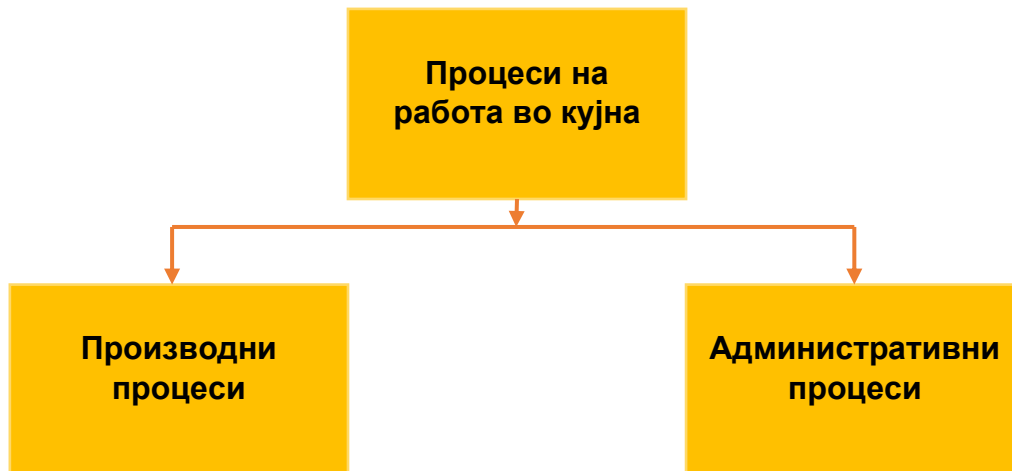 Процеси на
работа во кујна
Производни
процеси
Административни
процеси